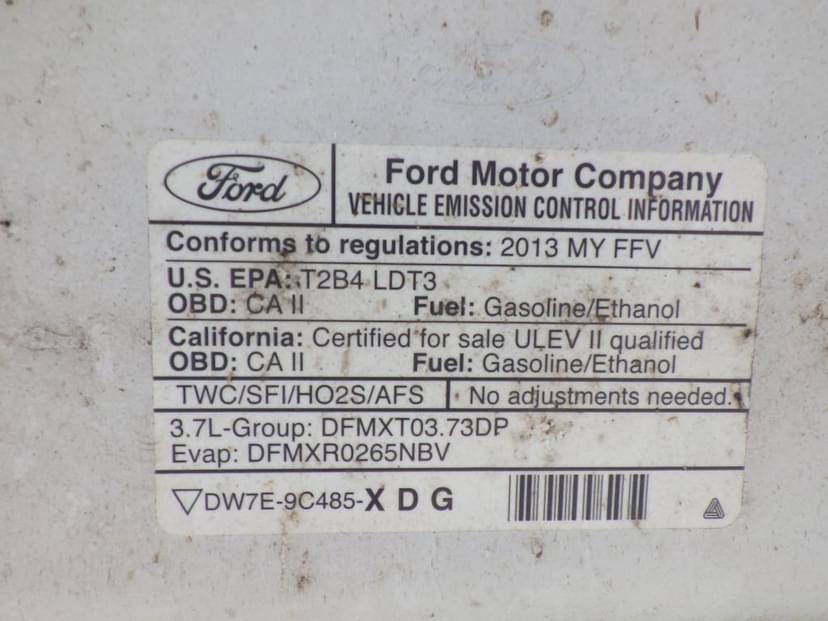 Ford
Ford Motor Company
VEHICLE EMISSION CONTROL INFORMATION
Conforms to regulations: 2013 MY FFV
U.S. EPA: T2B4 LDT3
OBD: CA II Fuel: Gasoline/Ethanol
California: Certified for sale ULEV II qualified
OBD: CA II Fuel: Gasoline/Ethanol
TWC/SFI/HO2S/AFS No adjustments needed.
3.7L-Group: DFMXT03.73DP
Evap: DFMXR0265NBV
DW7E-9C485-X D G